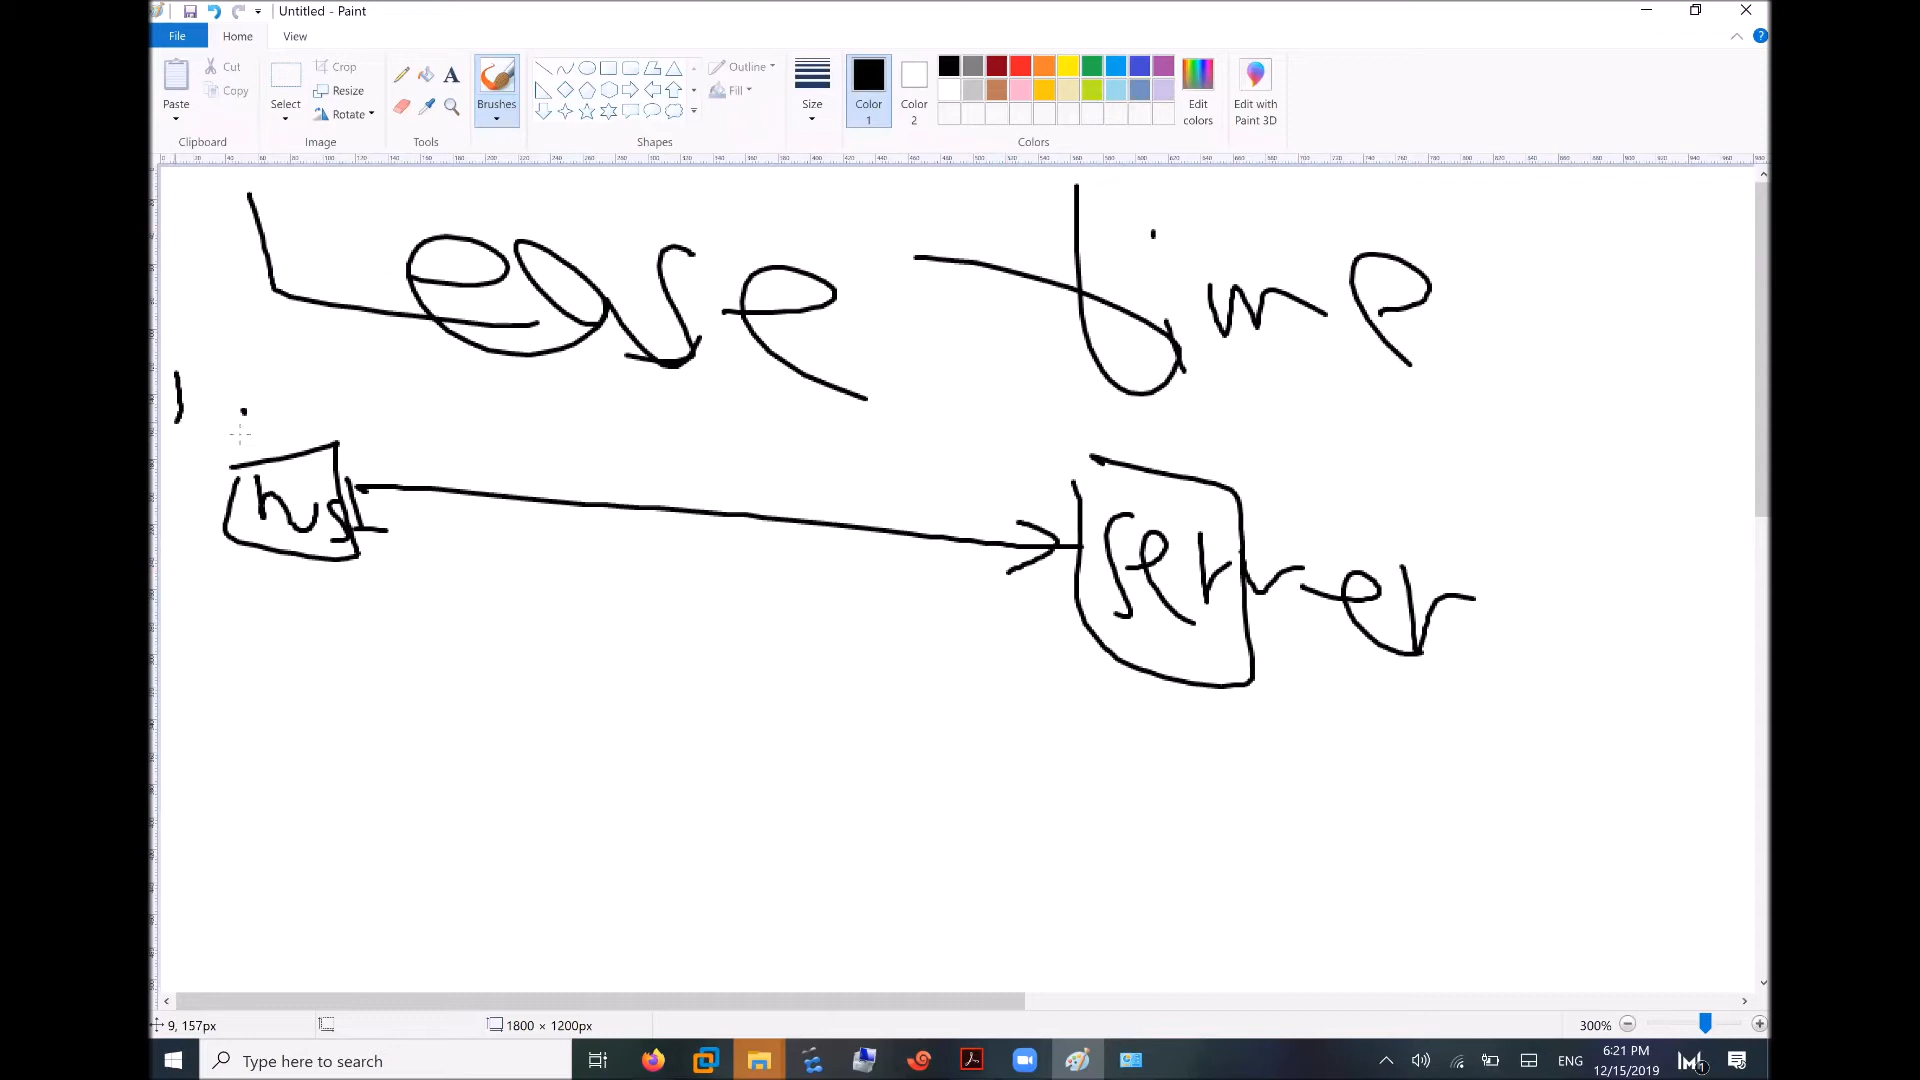 Untitled - Paint
File Home View
Paste
Cut
Copy
Clipboard
Select
Crop
Resize
Rotate
Image
Tools
Brushes
Shapes
Outline
Fill
Size
Color 1
Color 2
Edit colors
Edit with Paint 3D
Colors
Lease time
1 .
server
9, 157px
1800 × 1200px
300%
Type here to search
ENG
6:21 PM
12/15/2019